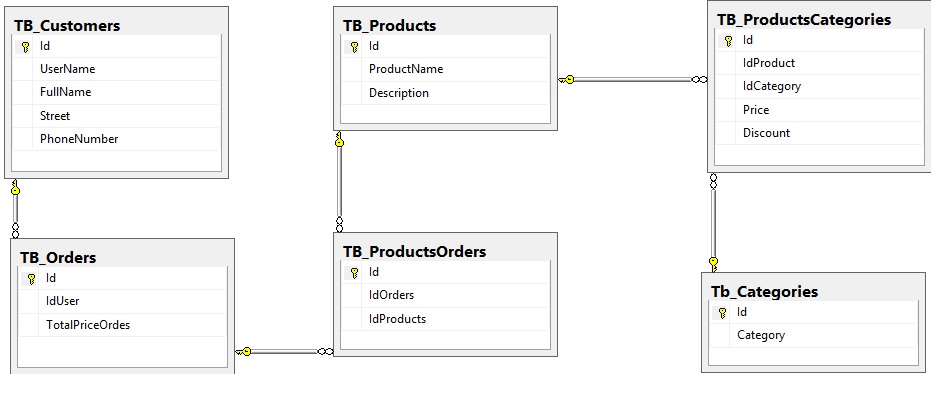 TB_Customers
Id
UserName
FullName
Street
PhoneNumber
TB_Products
Id
ProductName
Description
TB_ProductsCategories
Id
IdProduct
IdCategory
Price
Discount
TB_Orders
Id
IdUser
TotalPriceOrdes
TB_ProductsOrders
Id
IdOrders
IdProducts
Tb_Categories
Id
Category